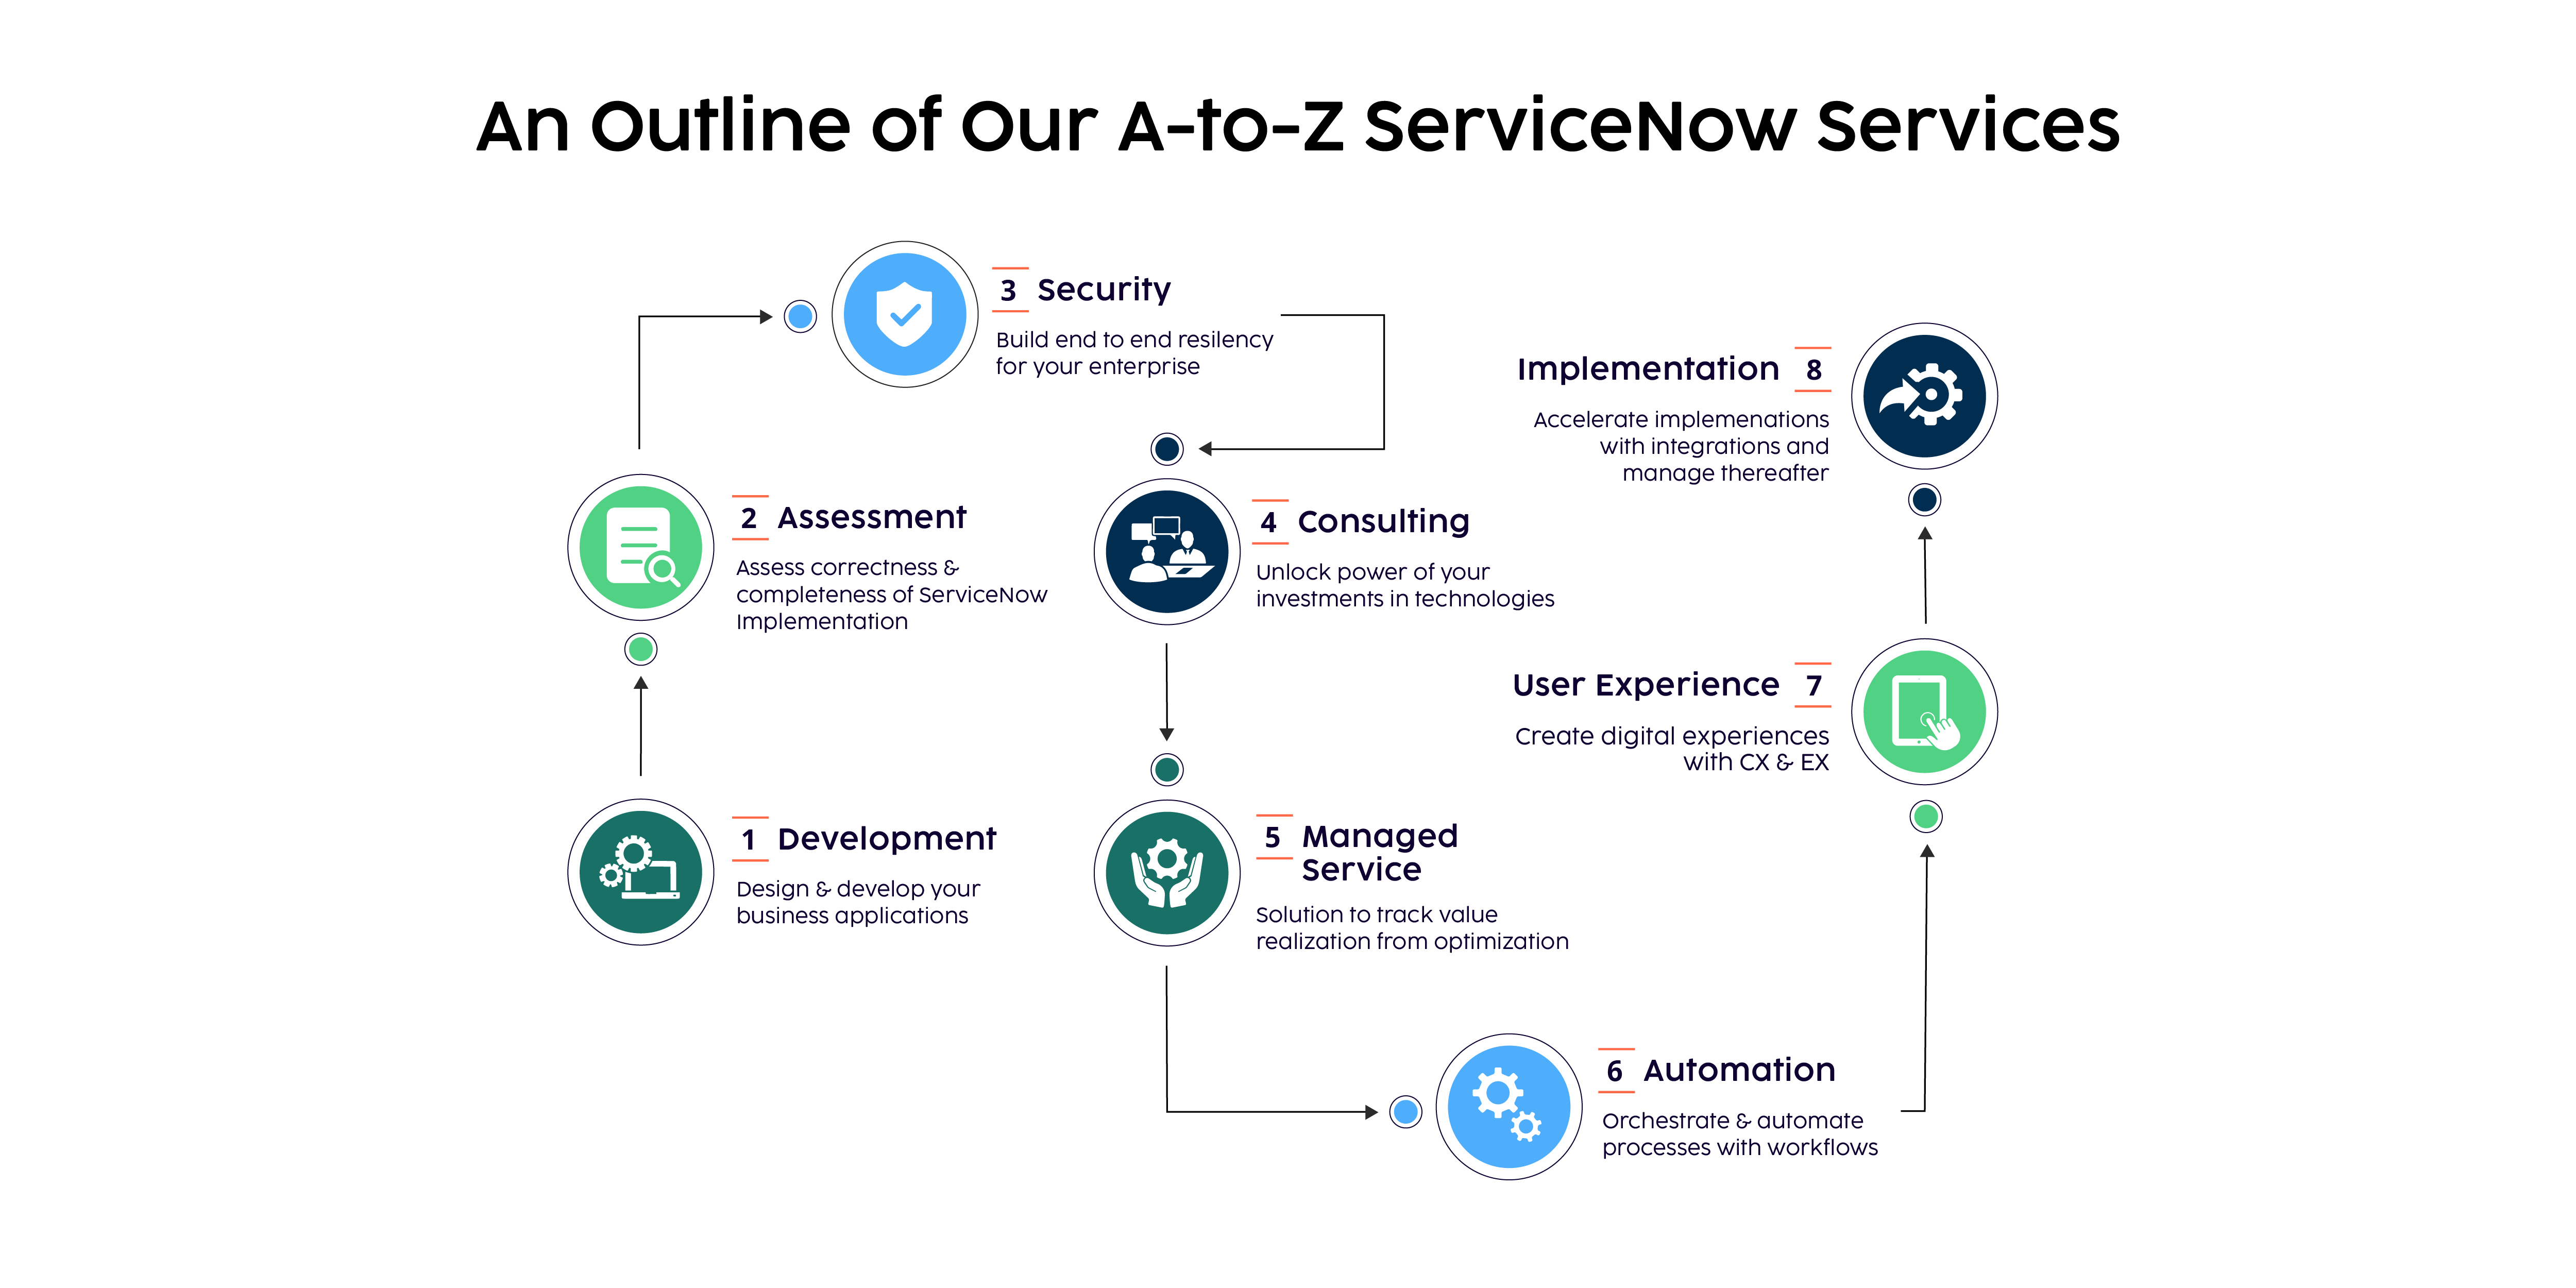 An Outline of Our A-to-Z ServiceNow Services
1 Development
Design & develop your
business applications
2 Assessment
Assess correctness &
completeness of ServiceNow
Implementation
3 Security
Build end to end resilency
for your enterprise
4 Consulting
Unlock power of your
investments in technologies
5 Managed
Service
Solution to track value
realization from optimization
6 Automation
Orchestrate & automate
processes with workflows
User Experience 7
Create digital experiences
with CX & EX
Implementation 8
Accelerate implemenations
with integrations and
manage thereafter